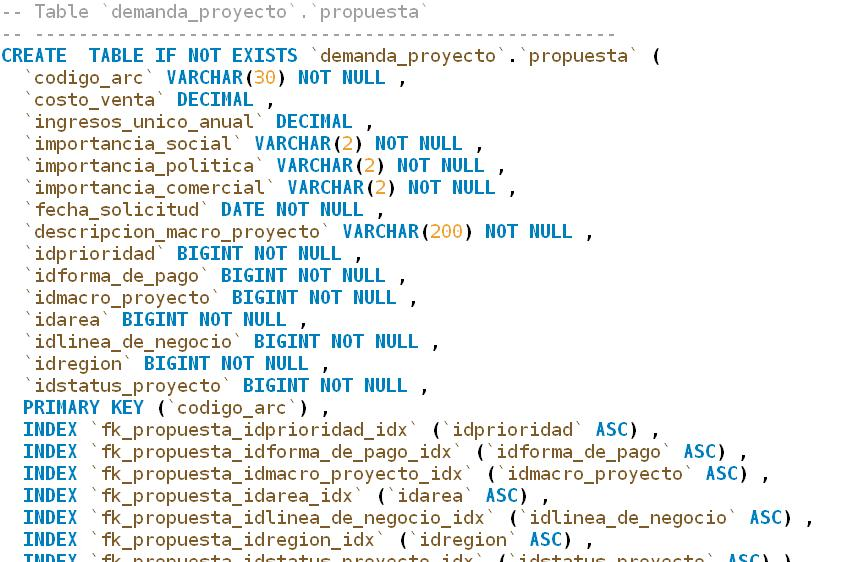 -- Table `demanda_proyecto`.`propuesta`
-- -----------------------------------------------------
CREATE  TABLE IF NOT EXISTS `demanda_proyecto`.`propuesta` (
  `codigo_arc` VARCHAR(30) NOT NULL ,
  `costo_venta` DECIMAL ,
  `ingresos_unico_anual` DECIMAL ,
  `importancia_social` VARCHAR(2) NOT NULL ,
  `importancia_politica` VARCHAR(2) NOT NULL ,
  `importancia_comercial` VARCHAR(2) NOT NULL ,
  `fecha_solicitud` DATE NOT NULL ,
  `descripcion_macro_proyecto` VARCHAR(200) NOT NULL ,
  `idprioridad` BIGINT NOT NULL ,
  `idforma_de_pago` BIGINT NOT NULL ,
  `idmacro_proyecto` BIGINT NOT NULL ,
  `idarea` BIGINT NOT NULL ,
  `idlinea_de_negocio` BIGINT NOT NULL ,
  `idregion` BIGINT NOT NULL ,
  `idstatus_proyecto` BIGINT NOT NULL ,
  PRIMARY KEY (`codigo_arc`) ,
  INDEX `fk_propuesta_idprioridad_idx` (`idprioridad` ASC) ,
  INDEX `fk_propuesta_idforma_de_pago_idx` (`idforma_de_pago` ASC) ,
  INDEX `fk_propuesta_idmacro_proyecto_idx` (`idmacro_proyecto` ASC) ,
  INDEX `fk_propuesta_idarea_idx` (`idarea` ASC) ,
  INDEX `fk_propuesta_idlinea_de_negocio_idx` (`idlinea_de_negocio` ASC) ,
  INDEX `fk_propuesta_idregion_idx` (`idregion` ASC) ,
  INDEX `fk_propuesta_idstatus_proyecto_idx` (`idstatus_proyecto` ASC) )